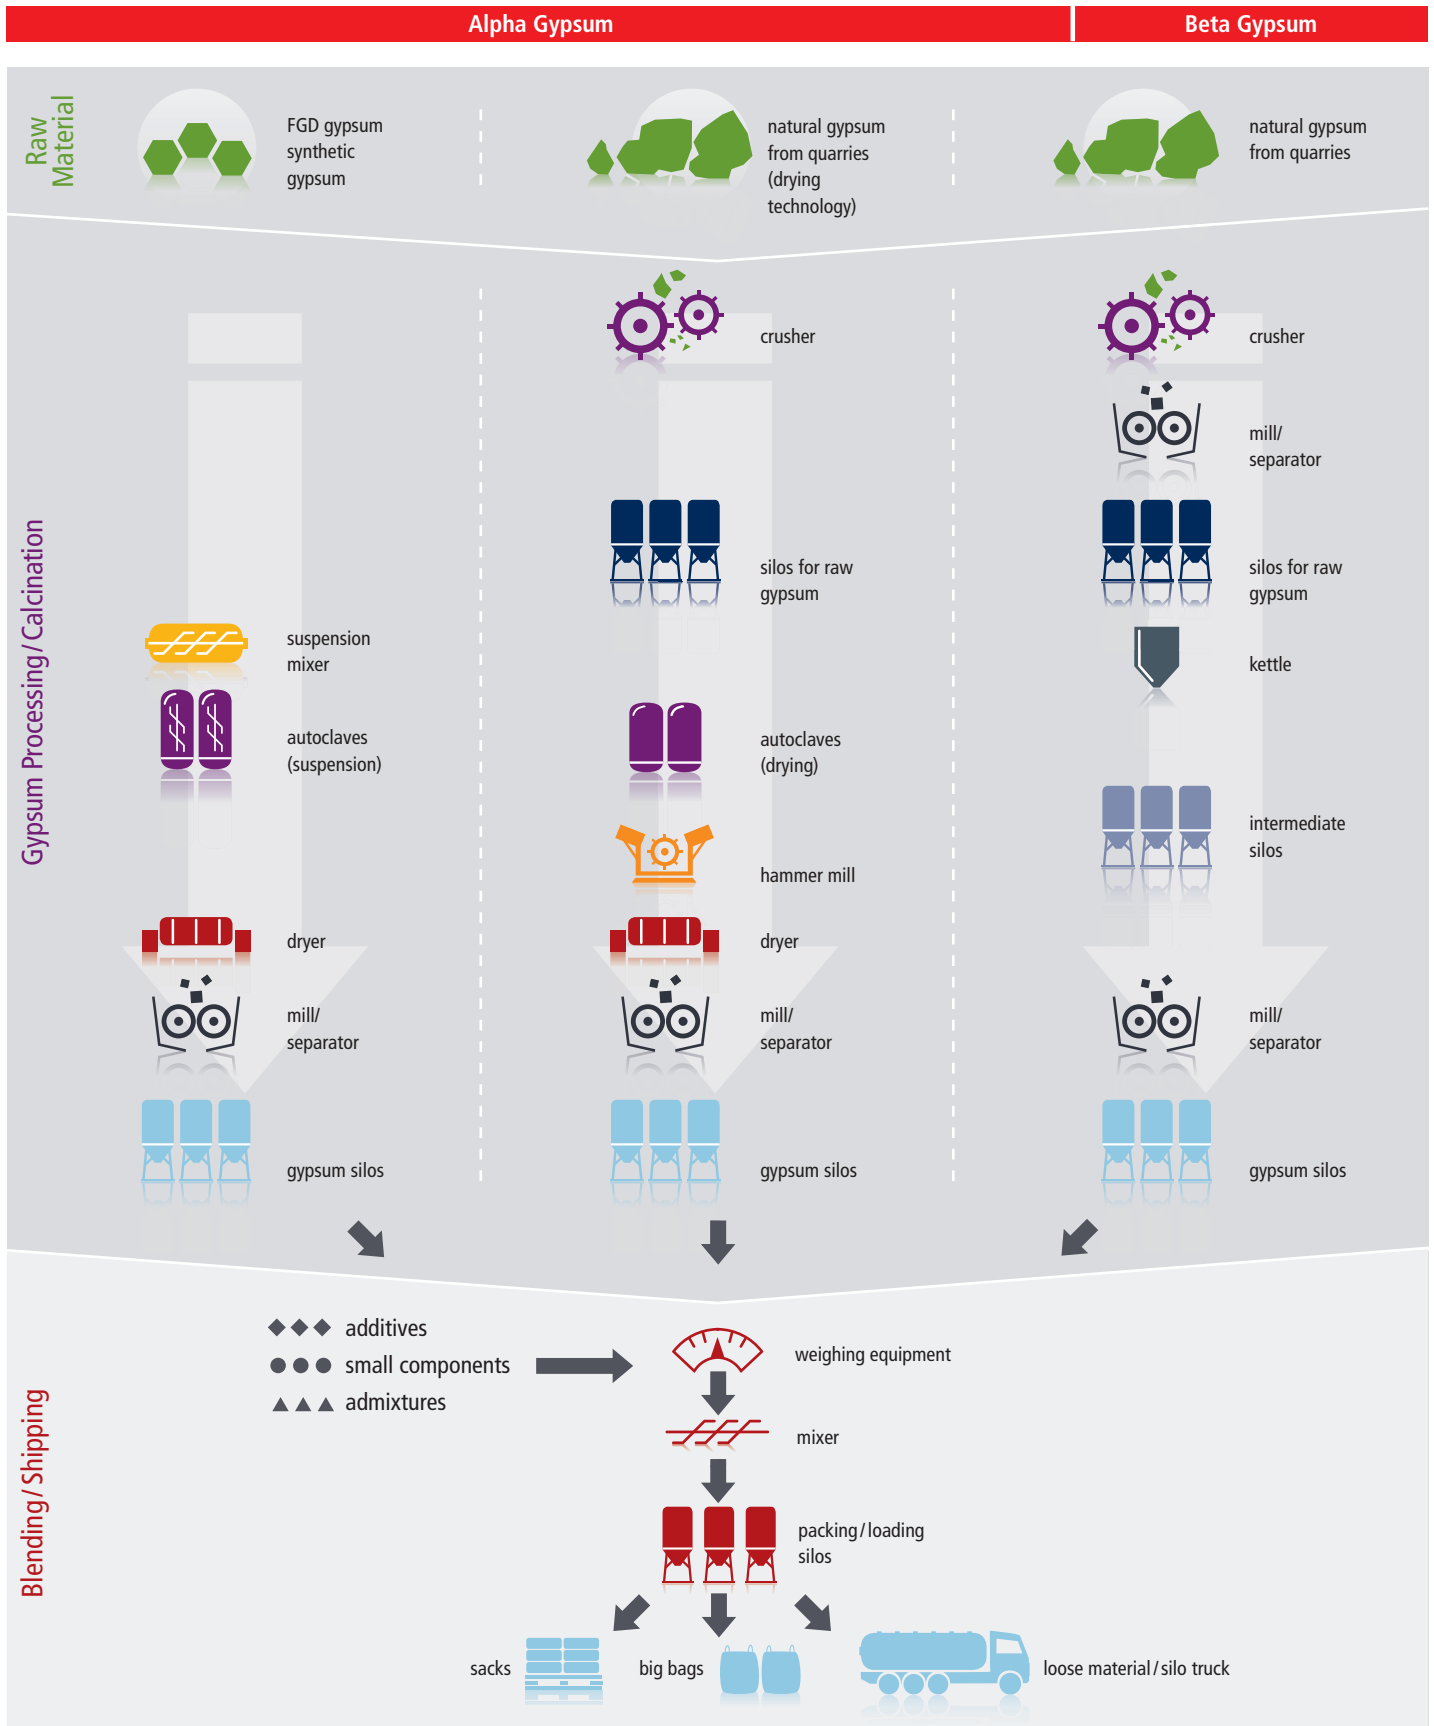 Alpha Gypsum
Beta Gypsum
Raw
Material
FGD gypsum
synthetic
gypsum
natural gypsum
from quarries
(drying
technology)
natural gypsum
from quarries
Gypsum Processing/Calcination
suspension
mixer
autoclaves
(suspension)
dryer
mill/
separator
gypsum silos
crusher
silos for raw
gypsum
autoclaves
(drying)
hammer mill
dryer
mill/
separator
gypsum silos
crusher
mill/
separator
silos for raw
gypsum
kettle
intermediate
silos
mill/
separator
gypsum silos
Blending/Shipping
additives
small components
admixtures
weighing equipment
mixer
packing/loading
silos
sacks
big bags
loose material/silo truck